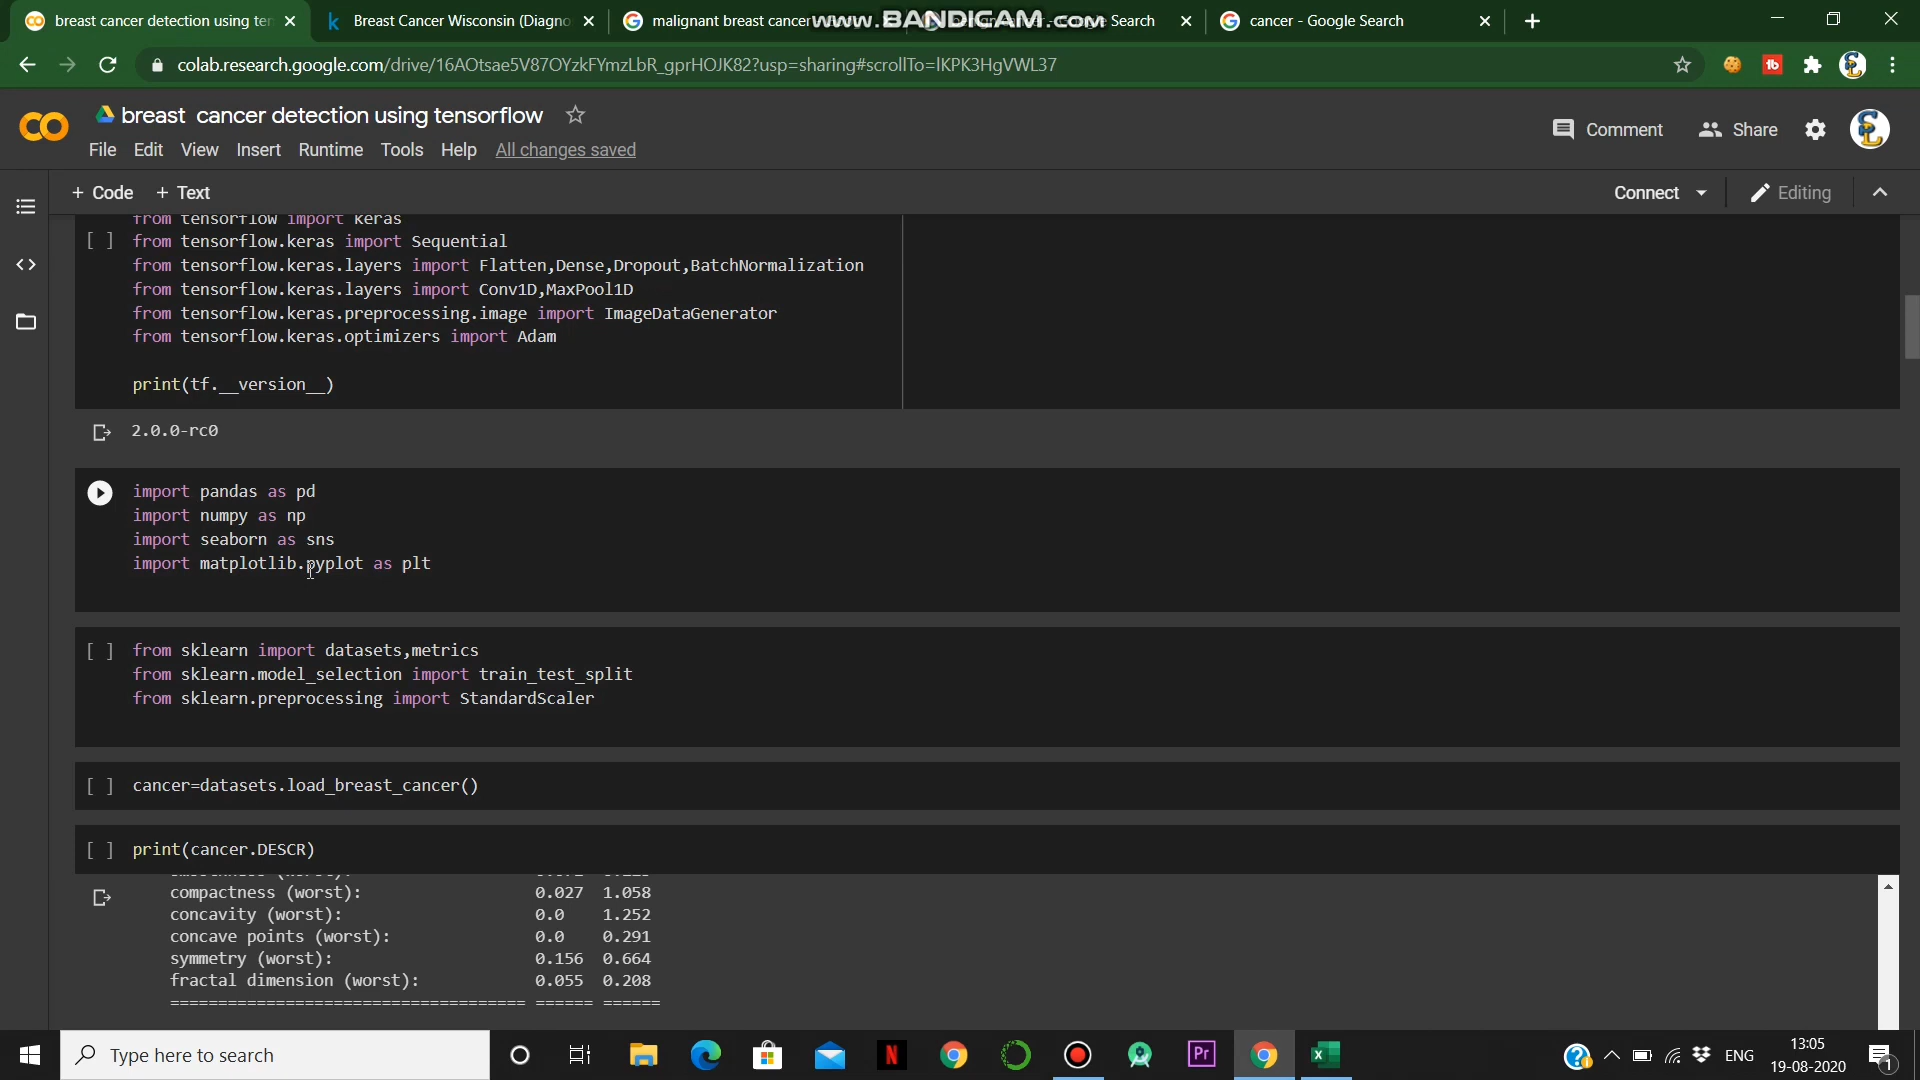 breast cancer detection using ter
Breast Cancer Wisconsin (Diagno
malignant breast cancer
www.BANDICAM.com
Search
cancer - Google Search
colab.research.google.com/drive/16AOtsae5V87OYzkFYmzLbR_gprHOJK82?usp=sharing#scrollTo=lKPK3HgVWL37
breast cancer detection using tensorflow
Comment
Share
File Edit View Insert Runtime Tools Help All changes saved
+ Code + Text
Connect
Editing
from tensorflow import keras
[ ] from tensorflow.keras import Sequential
from tensorflow.keras.layers import Flatten,Dense,Dropout,BatchNormalization
from tensorflow.keras.layers import Conv1D,MaxPool1D
from tensorflow.keras.preprocessing.image import ImageDataGenerator
from tensorflow.keras.optimizers import Adam
print(tf.__version__)
2.0.0-rc0
import pandas as pd
import numpy as np
import seaborn as sns
import matplotlib.pyplot as plt
[ ] from sklearn import datasets,metrics
from sklearn.model_selection import train_test_split
from sklearn.preprocessing import StandardScaler
[ ] cancer=datasets.load_breast_cancer()
[ ] print(cancer.DESCR)
compactness (worst): 0.027 1.058
concavity (worst): 0.0 1.252
concave points (worst): 0.0 0.291
symmetry (worst): 0.156 0.664
fractal dimension (worst): 0.055 0.208
===================================== ====== ======
Type here to search
ENG
13:05
19-08-2020
1